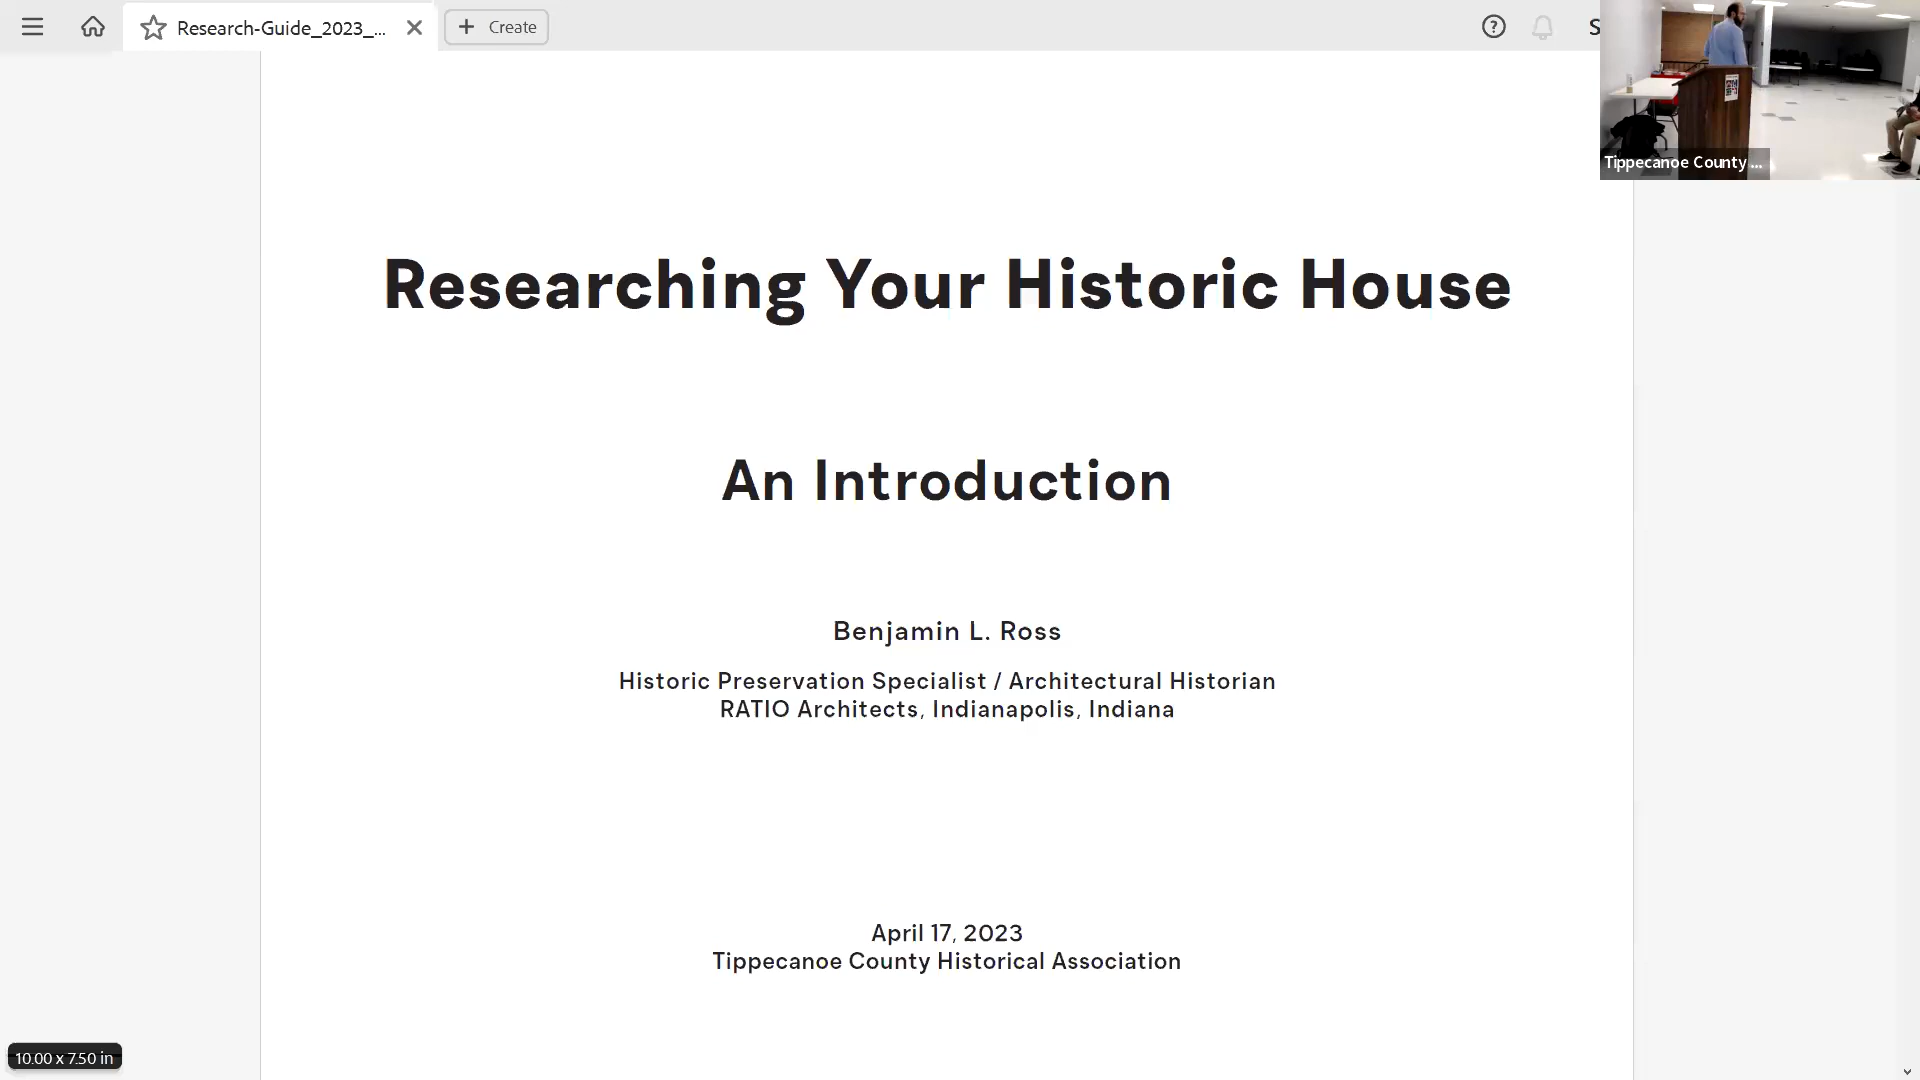 Research-Guide_2023_...
Create
Tippecanoe County ...
Researching Your Historic House
An Introduction
Benjamin L. Ross
Historic Preservation Specialist / Architectural Historian
RATIO Architects, Indianapolis, Indiana
April 17, 2023
Tippecanoe County Historical Association
10.00 x 7.50 in